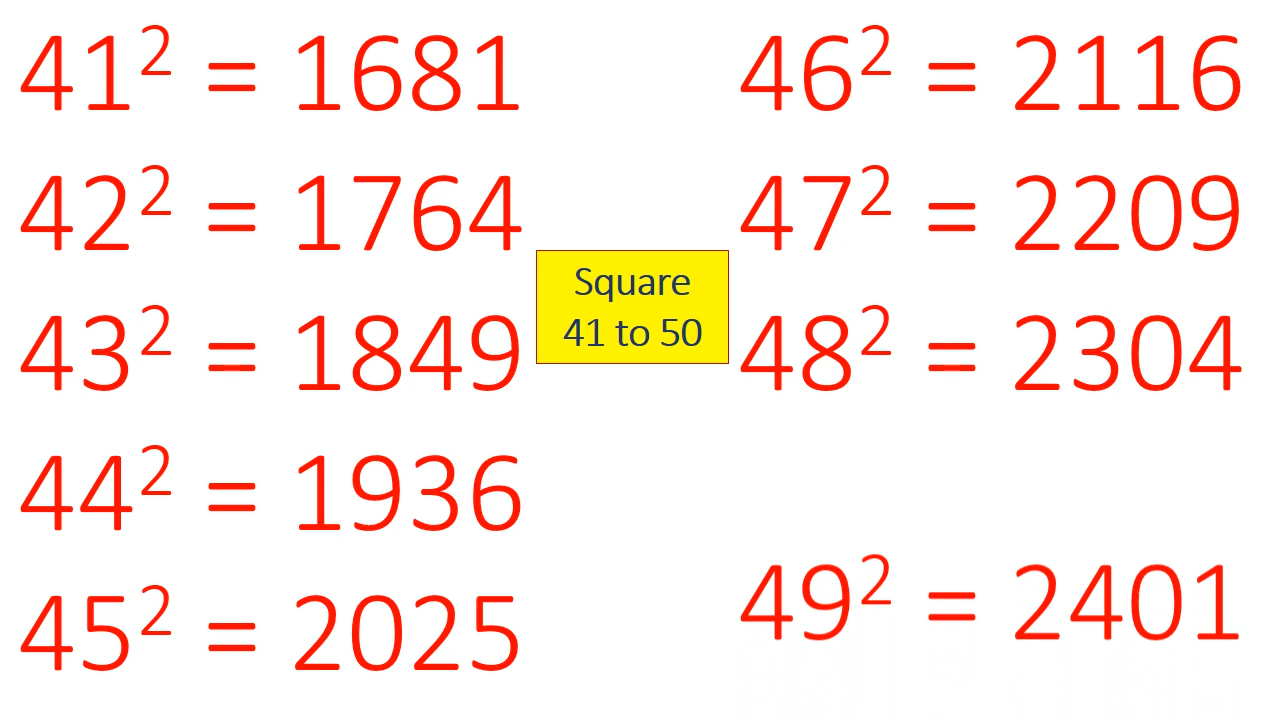 41² = 1681
42² = 1764
43² = 1849
44² = 1936
45² = 2025
Square
41 to 50
46² = 2116
47² = 2209
48² = 2304
49² = 2401